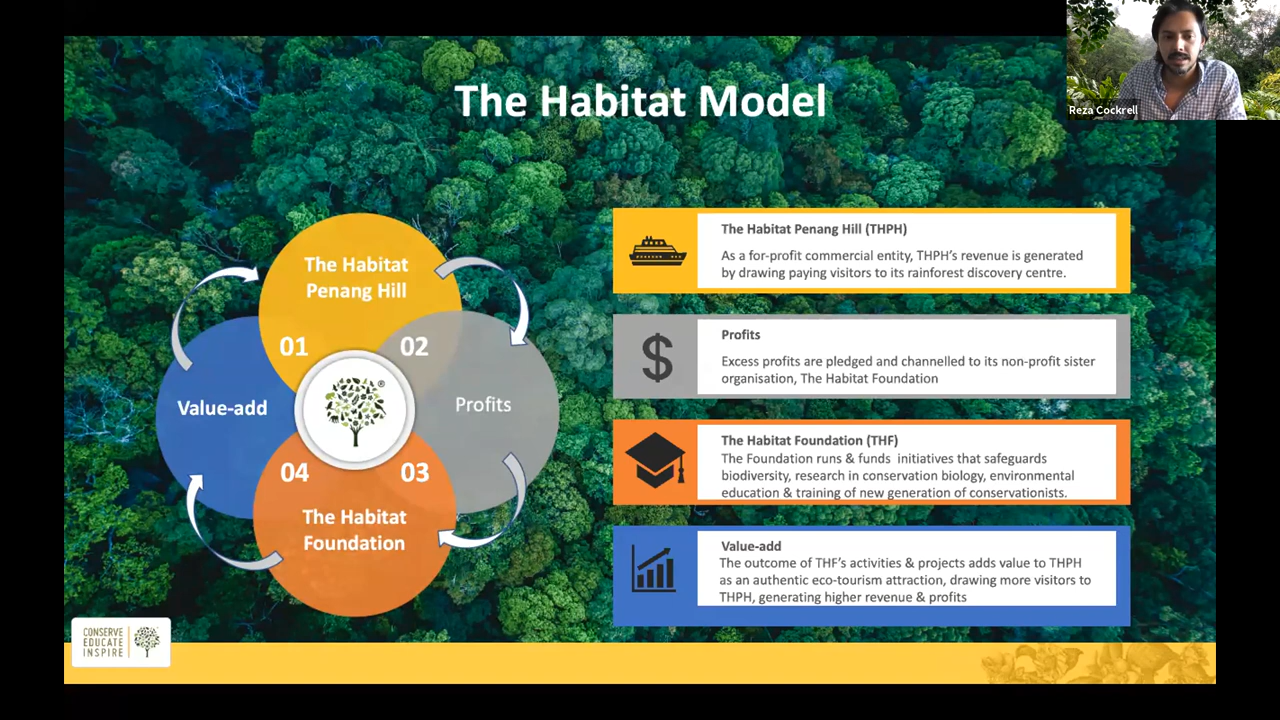 Reza Cockrell
The Habitat Model
The Habitat
Penang Hill
01
02
Value-add
®
Profits
04
03
The Habitat
Foundation
The Habitat Penang Hill (THPH)
As a for-profit commercial entity, THPH's revenue is generated
by drawing paying visitors to its rainforest discovery centre.
$
Profits
Excess profits are pledged and channelled to its non-profit sister
organisation, The Habitat Foundation
The Habitat Foundation (THF)
The Foundation runs & funds initiatives that safeguards
biodiversity, research in conservation biology, environmental
education & training of new generation of conservationists.
Value-add
The outcome of THF's activities & projects adds value to THPH
as an authentic eco-tourism attraction, drawing more visitors to
THPH, generating higher revenue & profits
CONSERVE
EDUCATE
INSPIRE